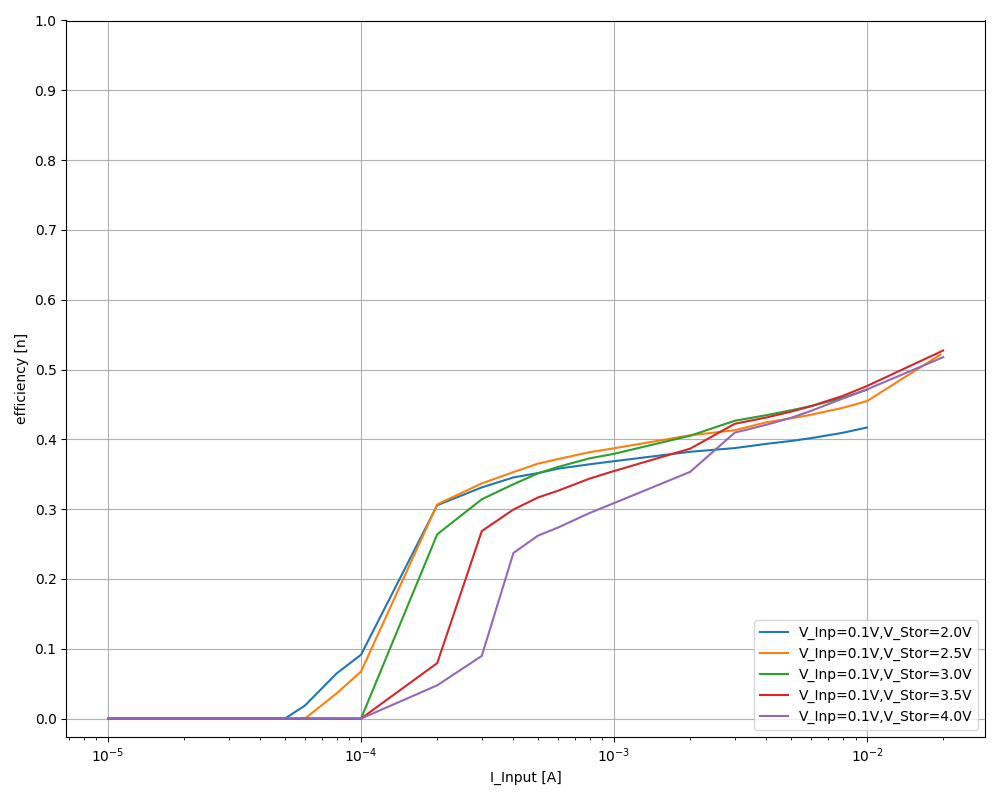 1.0
0.9
0.8
0.7
0.6
0.5
0.4
0.3
0.2
0.1
0.0
efficiency [n]
10⁻⁵
10⁻⁴
10⁻³
10⁻²
I_Input [A]
V_Inp=0.1V,V_Stor=2.0V
V_Inp=0.1V,V_Stor=2.5V
V_Inp=0.1V,V_Stor=3.0V
V_Inp=0.1V,V_Stor=3.5V
V_Inp=0.1V,V_Stor=4.0V